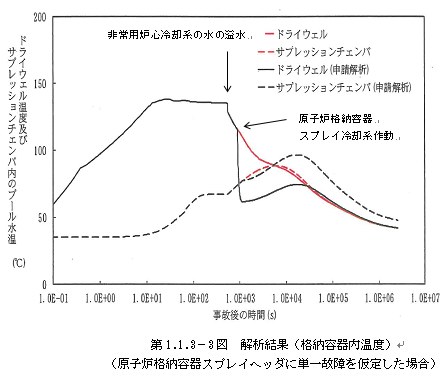 ドライウェル温度及び
サプレッションチェンバ内のプール水温
(℃)
200
150
100
50
0
非常用炉心冷却系の水の溢水
ドライウェル
サプレッションチェンバ
ドライウェル(申請解析)
サプレッションチェンバ(申請解析)
原子炉格納容器
スプレイ冷却系作動
1.0E-01 1.0E+00 1.0E+01 1.0E+02 1.0E+03 1.0E+04 1.0E+05 1.0E+06 1.0E+07
事故後の時間(s)
第1.1.3-3図 解析結果(格納容器内温度)
(原子炉格納容器スプレイヘッダに単一故障を仮定した場合)